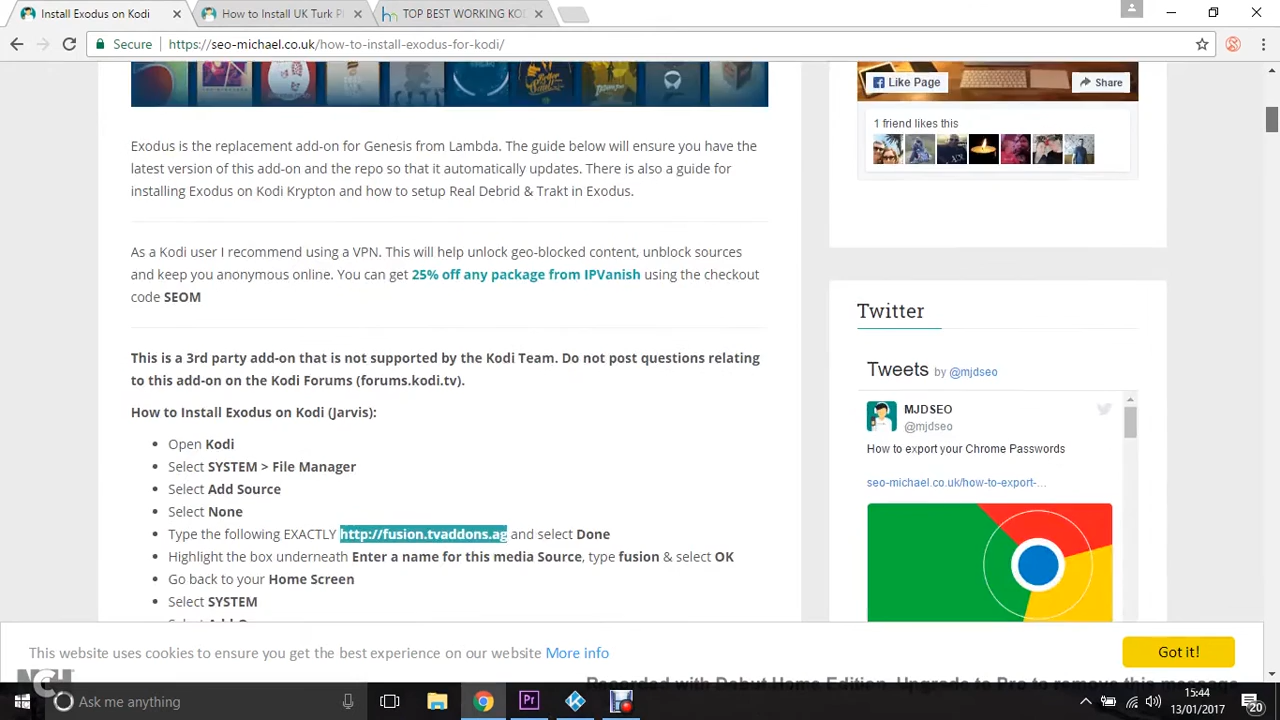 Install Exodus on Kodi
How to Install UK Turk Pl
TOP BEST WORKING KO
Secure
https://seo-michael.co.uk/how-to-install-exodus-for-kodi/
Like Page
Share
1 friend likes this
Exodus is the replacement add-on for Genesis from Lambda. The guide below will ensure you have the
latest version of this add-on and the repo so that it automatically updates. There is also a guide for
installing Exodus on Kodi Krypton and how to setup Real Debrid & Trakt in Exodus.
As a Kodi user I recommend using a VPN. This will help unlock geo-blocked content, unblock sources
and keep you anonymous online. You can get 25% off any package from IPVanish using the checkout
code SEOM
This is a 3rd party add-on that is not supported by the Kodi Team. Do not post questions relating
to this add-on on the Kodi Forums (forums.kodi.tv).
How to Install Exodus on Kodi (Jarvis):
Open Kodi
Select SYSTEM > File Manager
Select Add Source
Select None
Type the following EXACTLY http://fusion.tvaddons.ag and select Done
Highlight the box underneath Enter a name for this media Source, type fusion & select OK
Go back to your Home Screen
Select SYSTEM
Twitter
Tweets by @mjdseo
MJDSEO
@mjdseo
How to export your Chrome Passwords
seo-michael.co.uk/how-to-export-...
This website uses cookies to ensure you get the best experience on our website More info
Got it!
NCH
Recorded with Debut Home Edition. Upgrade to Pro to remove this message
Ask me anything
Pr
15:44
13/01/2017
20